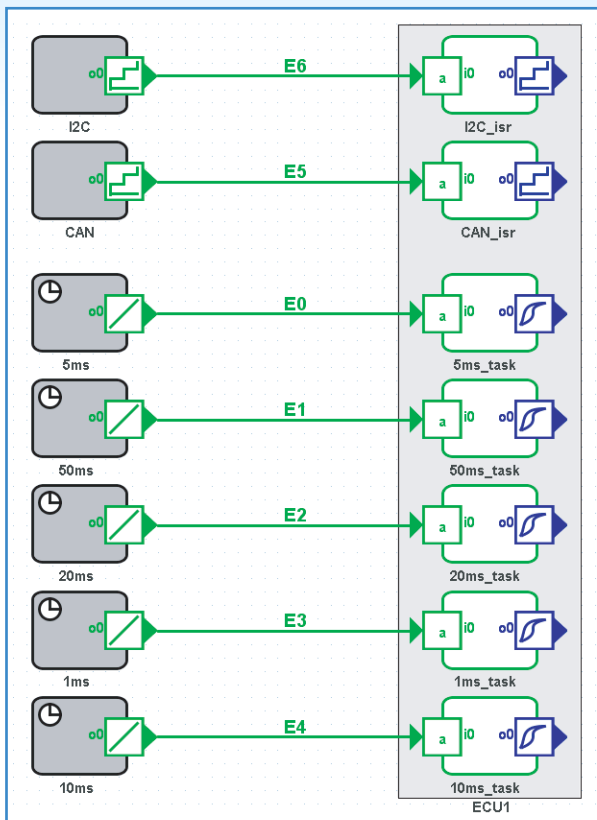 o0 E6 a i0 o0
I2C I2C_isr
o0 E5 a i0 o0
CAN CAN_isr
o0 E0 a i0 o0
5ms 5ms_task
o0 E1 a i0 o0
50ms 50ms_task
o0 E2 a i0 o0
20ms 20ms_task
o0 E3 a i0 o0
1ms 1ms_task
o0 E4 a i0 o0
10ms 10ms_task
ECU1